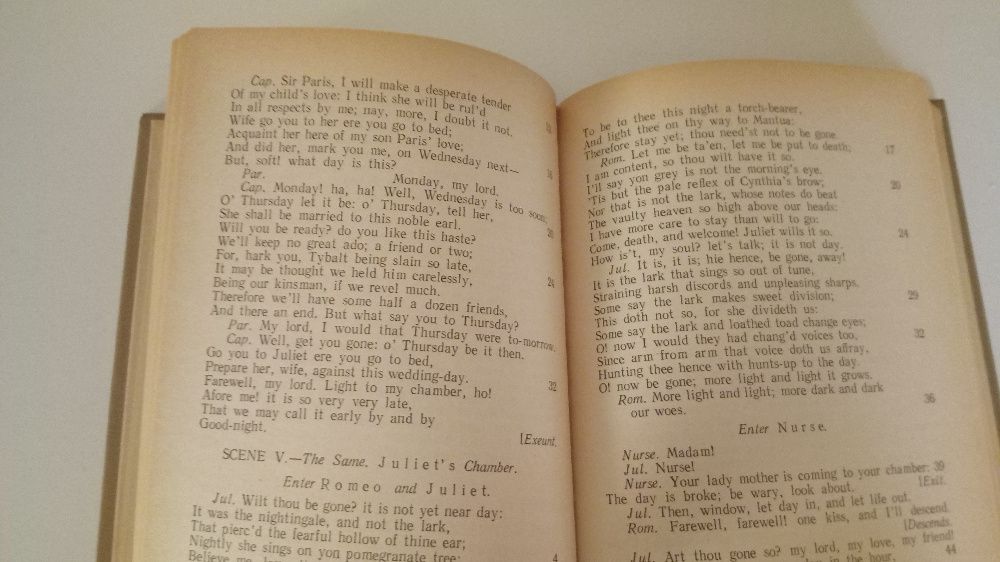 Cap. Sir Paris, I will make a desperate tender
Of my child's love: I think she will be rul'd
In all respects by me; nay, more, I doubt it not.
Wife go you to her ere you go to bed;
Acquaint her here of my son Paris' love;
And did her, mark you me, on Wednesday next—
But, soft! what day is this? 16
Par. Monday, my lord.
Cap. Monday! ha, ha! Well, Wednesday is too soon;
O' Thursday let it be: o' Thursday, tell her,
She shall be married to this noble earl. 20
Will you be ready? do you like this haste?
We'll keep no great ado; a friend or two;
For, hark you, Tybalt being slain so late,
It may be thought we held him carelessly, 24
Being our kinsman, if we revel much.
Therefore we'll have some half a dozen friends,
And there an end. But what say you to Thursday?
Par. My lord, I would that Thursday were to-morrow.
Cap. Well, get you gone: o' Thursday be it then.
Go you to Juliet ere you go to bed,
Prepare her, wife, against this wedding-day.
Farewell, my lord. Light to my chamber, ho! 32
Afore me! it is so very very late,
That we may call it early by and by
Good-night. [Exeunt.
SCENE V.—The Same. Juliet's Chamber.
Enter Romeo and Juliet.
Jul. Wilt thou be gone? it is not yet near day:
It was the nightingale, and not the lark,
That pierc'd the fearful hollow of thine ear;
Nightly she sings on yon pomegranate tree: 4
Believe me, love,
To be to thee this night a torch-bearer,
And light thee on thy way to Mantua:
Therefore stay yet; thou need'st not to be gone.
Rom. Let me be ta'en, let me be put to death; 17
I am content, so thou wilt have it so.
I'll say yon grey is not the morning's eye.
'Tis but the pale reflex of Cynthia's brow; 20
Nor that is not the lark, whose notes do beat
The vaulty heaven so high above our heads:
I have more care to stay than will to go:
Come, death, and welcome! Juliet wills it so. 24
How is't, my soul? let's talk; it is not day.
Jul. It is, it is; hie hence, be gone, away!
It is the lark that sings so out of tune,
Straining harsh discords and unpleasing sharps.
Some say the lark makes sweet division; 29
This doth not so, for she divideth us:
Some say the lark and loathed toad change eyes;
O! now I would they had chang'd voices too, 32
Since arm from arm that voice doth us affray,
Hunting thee hence with hunts-up to the day.
O! now be gone; more light and light it grows.
Rom. More light and light; more dark and dark
our woes. 36
Enter Nurse.
Nurse. Madam!
Jul. Nurse!
Nurse. Your lady mother is coming to your chamber: 39
The day is broke; be wary, look about. [Exit.
Jul. Then, window, let day in, and let life out.
Rom. Farewell, farewell! one kiss, and I'll descend.
[Descends.
Jul. Art thou gone so? my lord, my love, my friend!
in the hour, 44